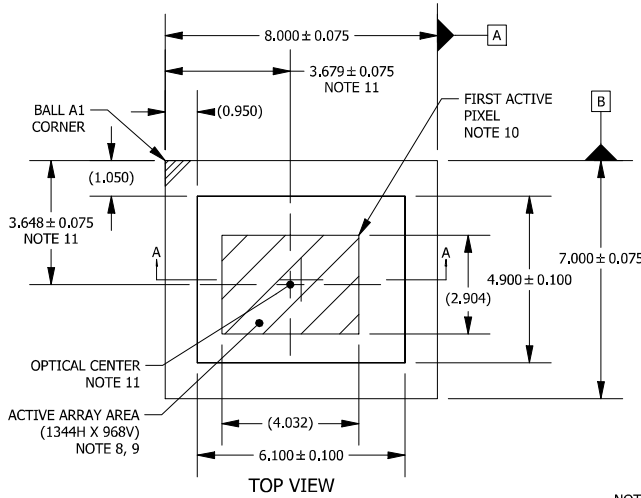 8.000 ± 0.075
A
3.679 ± 0.075
NOTE 11
BALL A1
CORNER
(0.950)
FIRST ACTIVE
PIXEL
NOTE 10
B
(1.050)
3.648 ± 0.075
NOTE 11
A
A
7.000 ± 0.075
4.900 ± 0.100
(2.904)
OPTICAL CENTER
NOTE 11
ACTIVE ARRAY AREA
(1344H X 968V)
NOTE 8, 9
(4.032)
6.100 ± 0.100
TOP VIEW
NOT